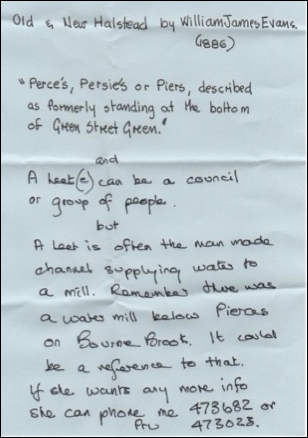 Old & New Halstead by William James Evans.
(1886)
"Perce's, Persie's or Piers, described
as formerly standing at the bottom
of Green Street Green."
and
A Leet(e) can be a council
or group of people.
but
A Leet is often the man made
channel supplying water to
a mill. Remember there was
a water mill below Pierces
on Bourne Brook. It could
be a reference to that.
If she wants any more info
she can phone me 473682 or
473023.